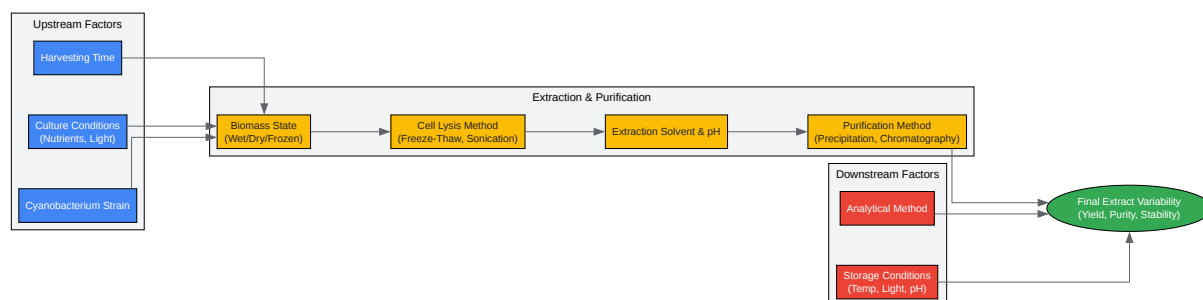 Upstream Factors
Harvesting Time
Culture Conditions
(Nutrients, Light)
Cyanobacterium Strain
Extraction & Purification
Biomass State
(Wet/Dry/Frozen)
Cell Lysis Method
(Freeze-Thaw, Sonication)
Extraction Solvent & pH
Purification Method
(Precipitation, Chromatography)
Downstream Factors
Analytical Method
Storage Conditions
(Temp, Light, pH)
Final Extract Variability
(Yield, Purity, Stability)